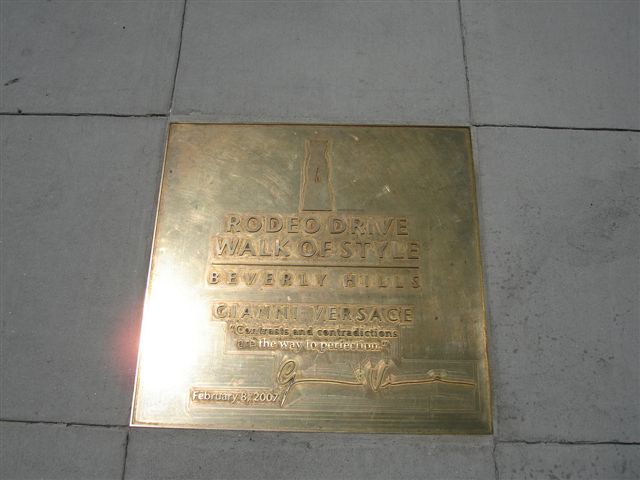 RODEO DRIVE
WALK OF STYLE
BEVERLY HILLS
GIANNI VERSACE
"Contrasts and contradictions
are the way to perfection."
February 8, 2007